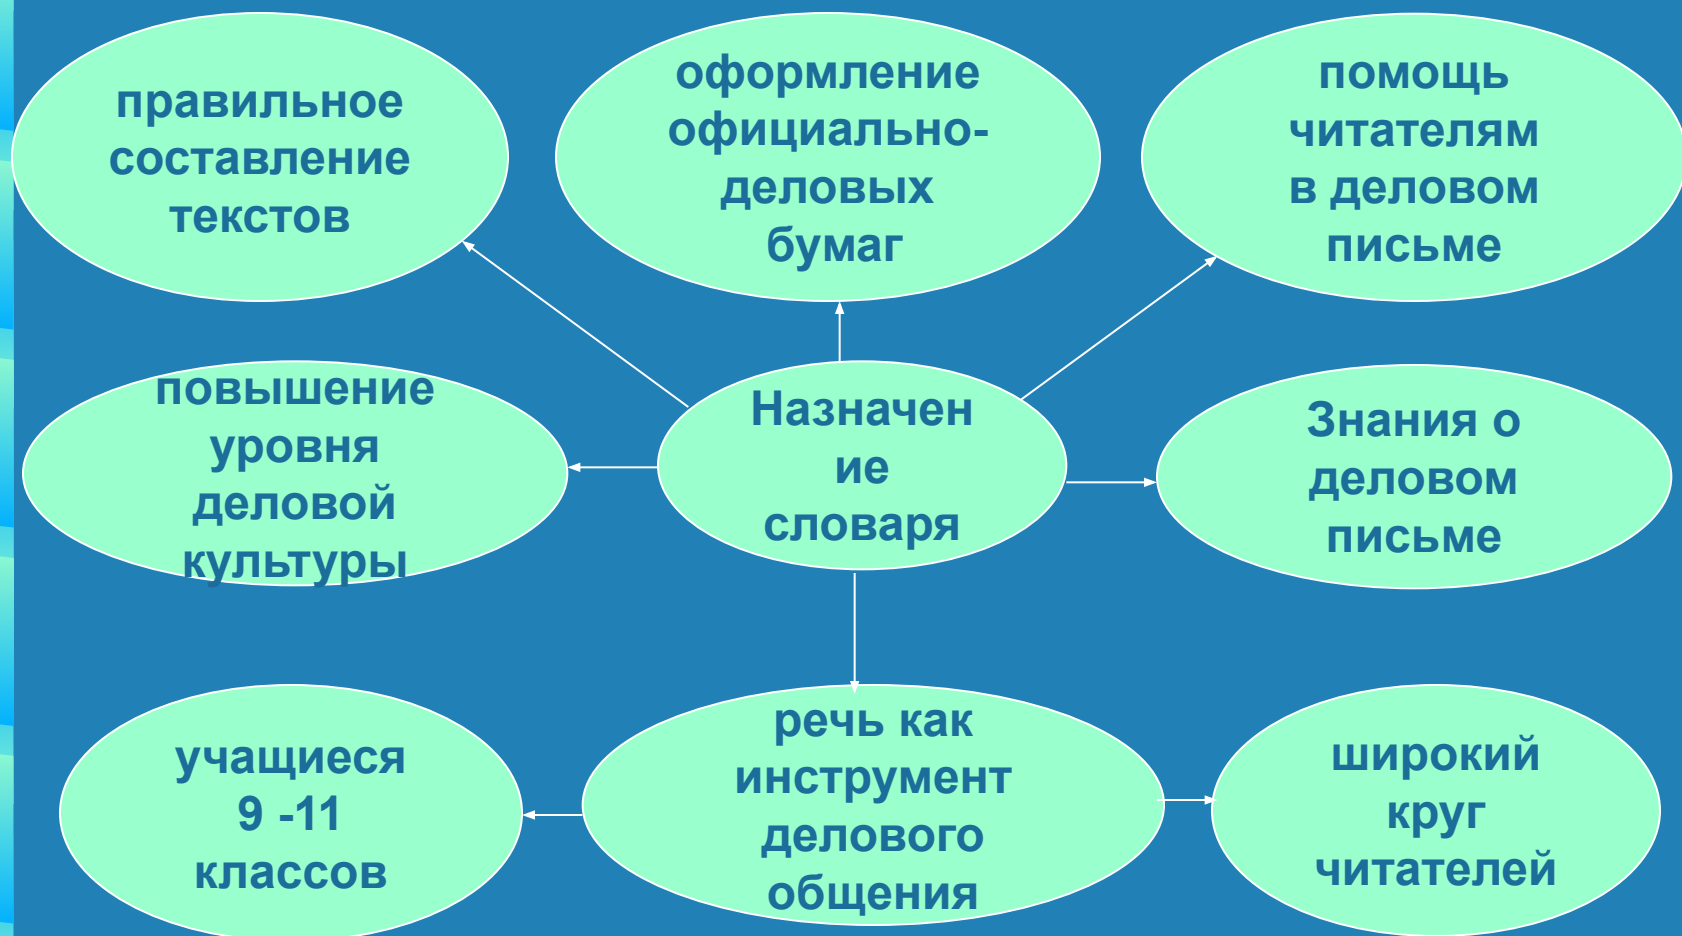 правильное
составление
текстов
оформление
официально-
деловых
бумаг
помощь
читателям
в деловом
письме
повышение
уровня
деловой
культуры
Назначен
ие
словаря
Знания о
деловом
письме
учащиеся
9 -11
классов
речь как
инструмент
делового
общения
широкий
круг
читателей